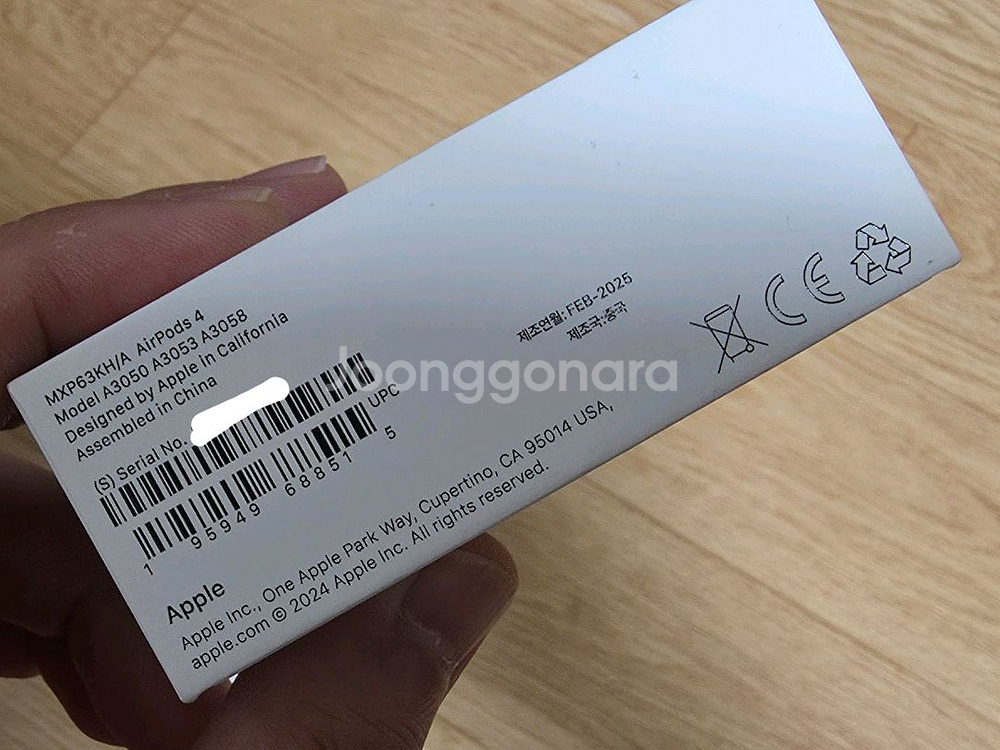 MXP63KH/A AirPods 4
Model A3050 A3053 A3058
Designed by Apple in California
Assembled in China
(S) Serial No.
UPC
1 95949 68851 5
제조연월: FEB-2025
제조국:중국
CE
Apple
Apple Inc., One Apple Park Way, Cupertino, CA 95014 USA,
apple.com © 2024 Apple Inc. All rights reserved.
Joonggonara